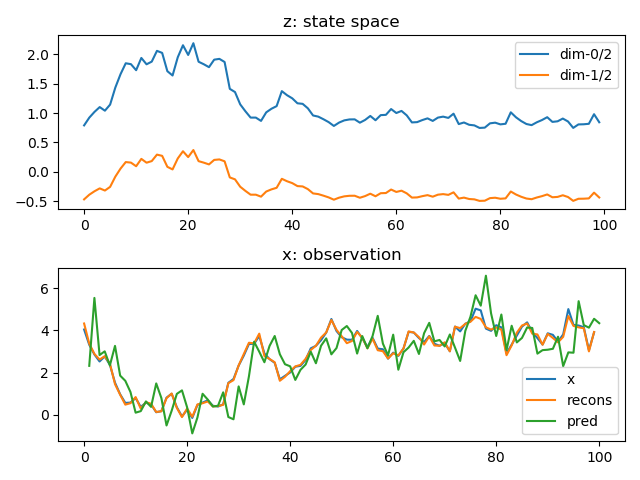 z: state space
2.0
1.5
1.0
0.5
0.0
−0.5
dim-0/2
dim-1/2
0 20 40 60 80 100
x: observation
6
4
2
0
x
recons
pred
0 20 40 60 80 100